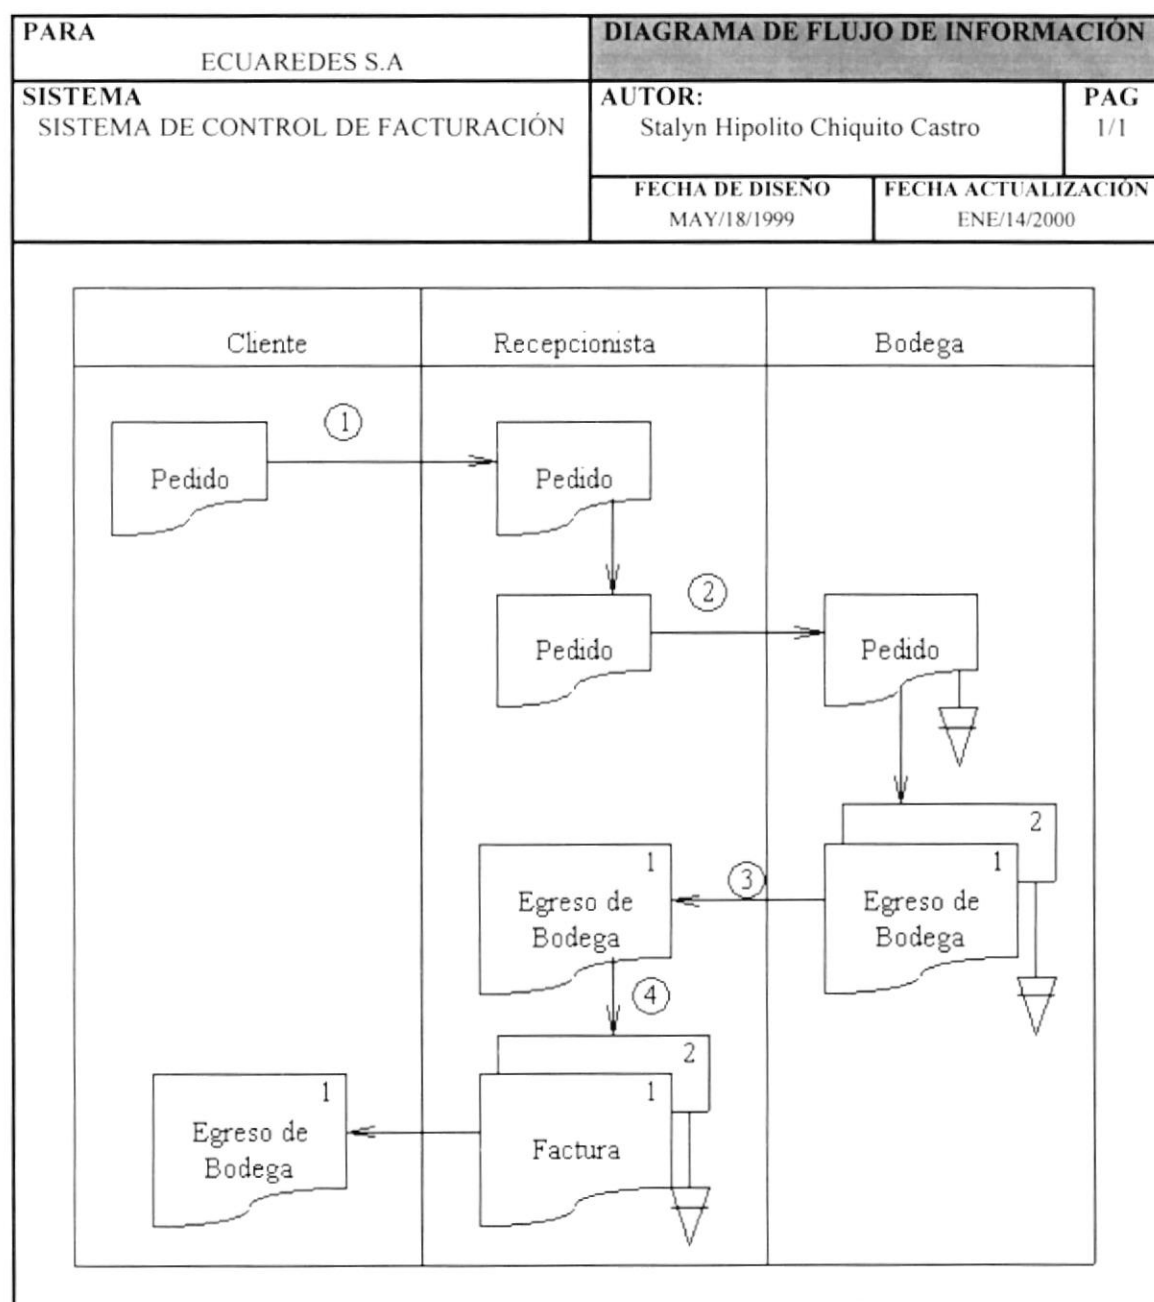 PARA
ECUAREDES S.A
DIAGRAMA DE FLUJO DE INFORMACIÓN
SISTEMA
SISTEMA DE CONTROL DE FACTURACIÓN
AUTOR:
Stalyn Hipolito Chiquito Castro
PAG
1/1
FECHA DE DISEÑO
MAY/18/1999
FECHA ACTUALIZACIÓN
ENE/14/2000
Cliente
Recepcionista
Bodega
1
Pedido
Pedido
2
Pedido
Pedido
2
1
3
1
Egreso de
Bodega
Egreso de
Bodega
4
2
1
1
Egreso de
Bodega
Factura